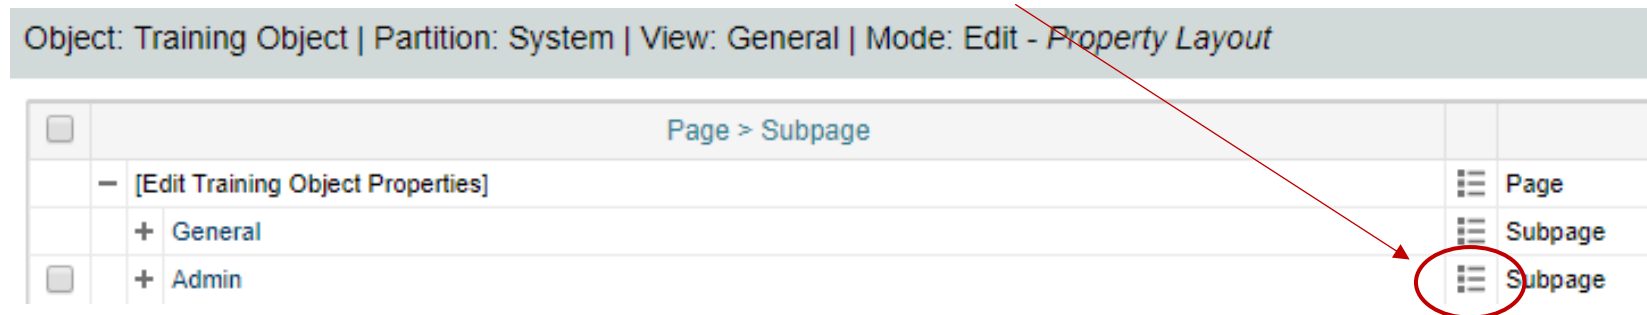 Object: Training Object | Partition: System | View: General | Mode: Edit - Property Layout
Page > Subpage
[Edit Training Object Properties] Page
General Subpage
Admin Subpage